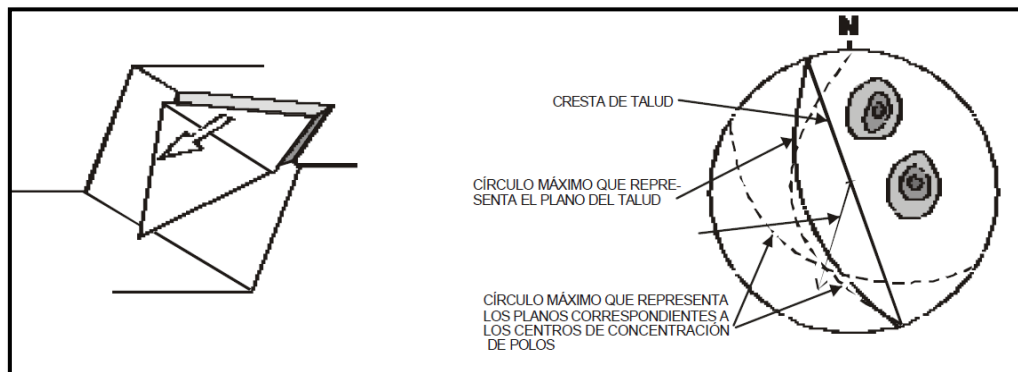 N
CRESTA DE TALUD
CÍRCULO MÁXIMO QUE REPRE-
SENTA EL PLANO DEL TALUD
CÍRCULO MÁXIMO QUE REPRESENTA
LOS PLANOS CORRESPONDIENTES A
LOS CENTROS DE CONCENTRACIÓN
DE POLOS